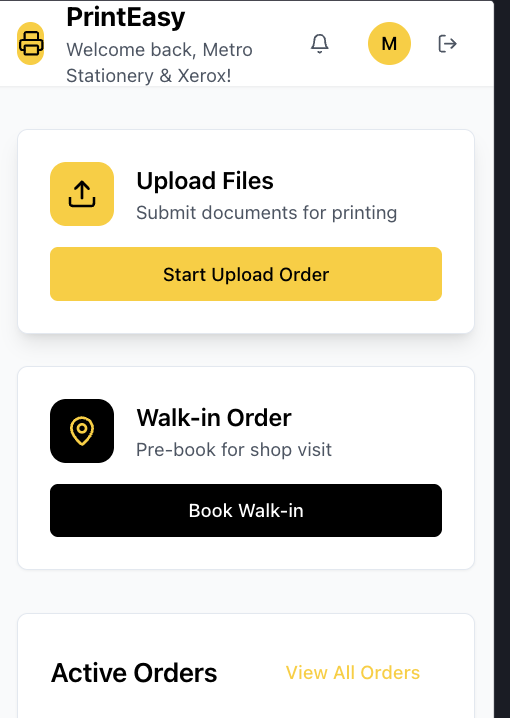 PrintEasy
Welcome back, Metro
Stationery & Xerox!
M
Upload Files
Submit documents for printing
Start Upload Order
Walk-in Order
Pre-book for shop visit
Book Walk-in
Active Orders
View All Orders